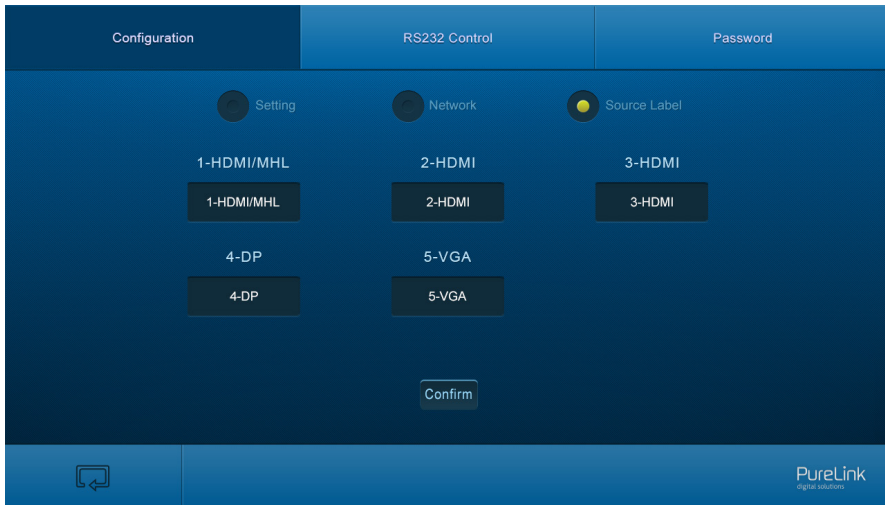 Configuration RS232 Control Password
Setting Network Source Label
1-HDMI/MHL 2-HDMI 3-HDMI
1-HDMI/MHL 2-HDMI 3-HDMI
4-DP 5-VGA
4-DP 5-VGA
Confirm
PureLink
digital solutions